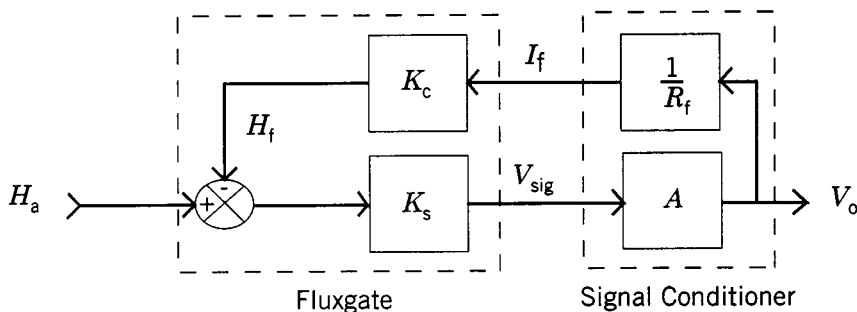 K_c
I_f
1
R_f
H_f
H_a
-
+
K_s
V_sig
A
V_o
Fluxgate
Signal Conditioner